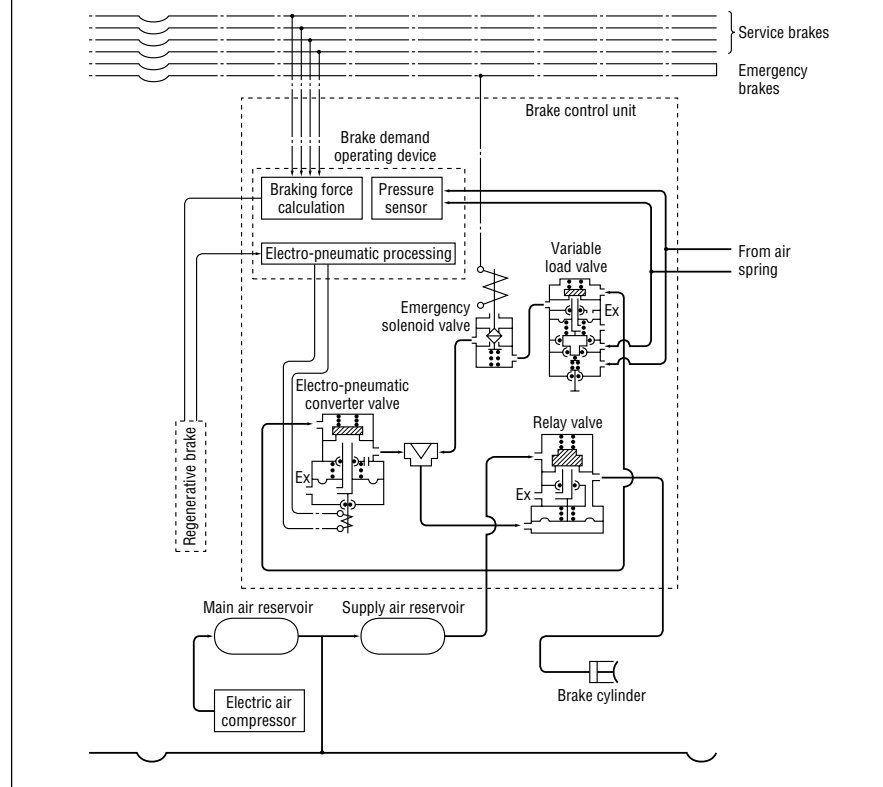 Service brakes
Emergency
brakes
Brake control unit
Brake demand
operating device
Braking force
calculation
Pressure
sensor
Electro-pneumatic processing
From air
spring
Variable
load valve
Ex
Emergency
solenoid valve
Electro-pneumatic
converter valve
Ex
Relay valve
Ex
Regenerative brake
Main air reservoir
Supply air reservoir
Electric air
compressor
Brake cylinder